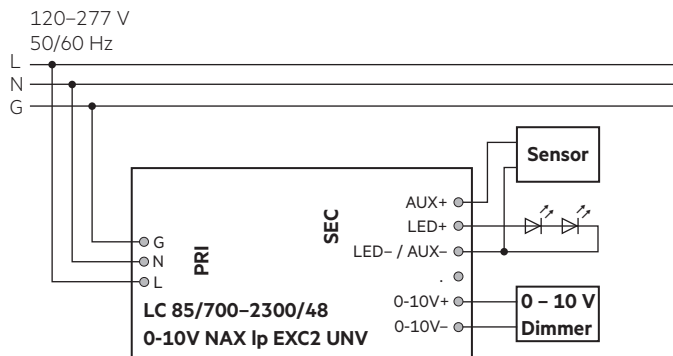 120–277 V
50/60 Hz
L
N
G
Sensor
AUX+
LED+
LED– / AUX–
.
0-10V+
0-10V–
SEC
PRI
G
N
L
0 – 10 V
Dimmer
LC 85/700–2300/48
0-10V NAX lp EXC2 UNV